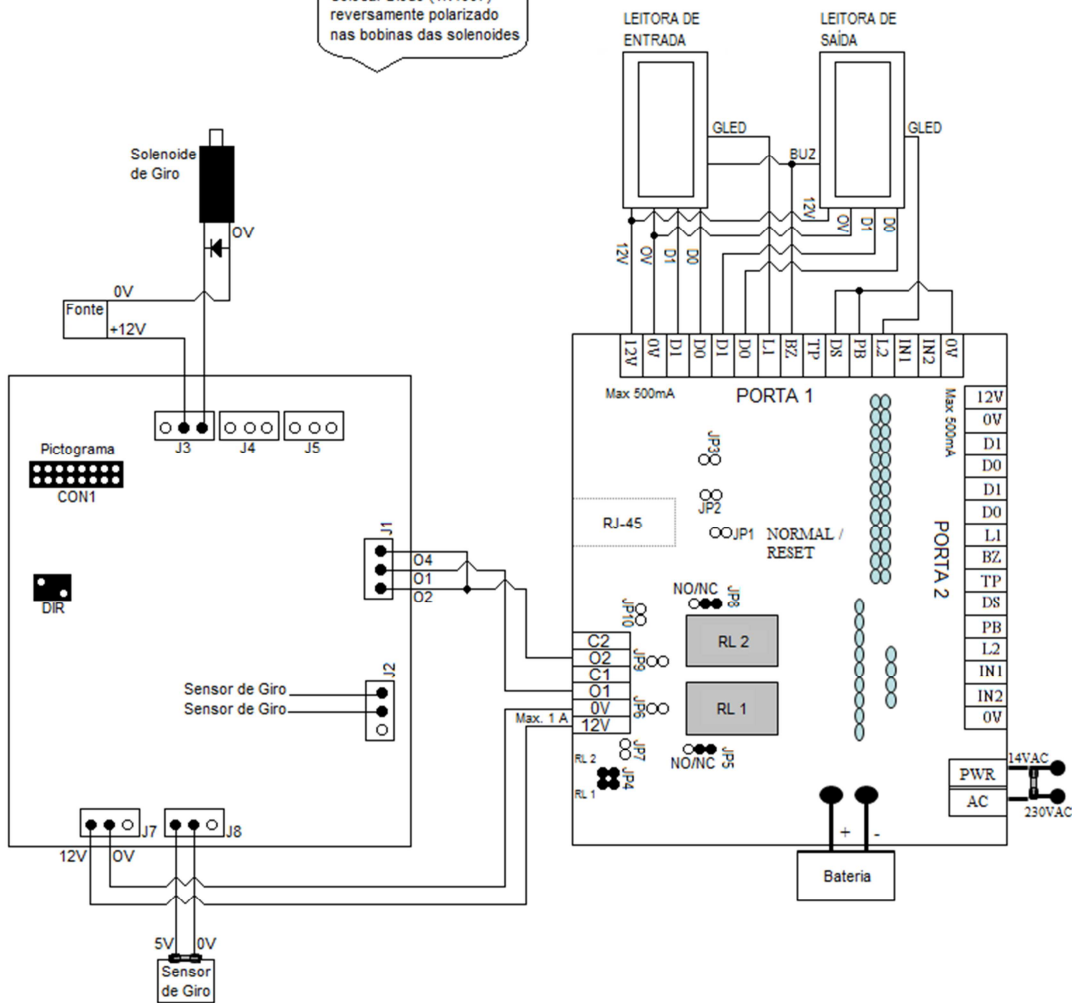 reversamente polarizado
nas bobinas das solenoides
LEITORA DE
ENTRADA
LEITORA DE
SAÍDA
GLED
GLED
BUZ
12V
0V
D1
D0
12V
0V
D1
D0
Solenoide
de Giro
0V
0V
Fonte
+12V
J3
J4
J5
Pictograma
CON1
DIR
J1
O4
O1
O2
J2
Sensor de Giro
Sensor de Giro
J7
J8
12V
0V
5V
0V
Sensor
de Giro
12V
0V
D1
D0
D1
D0
L1
BZ
TP
DS
PB
L2
IN1
IN2
0V
Max 500mA
PORTA 1
Max 500mA
12V
0V
D1
D0
D1
D0
L1
BZ
TP
DS
PB
L2
IN1
IN2
0V
PORTA 2
JP3
JP2
RJ-45
JP1
NORMAL /
RESET
NO/NC
JP8
JP10
RL 2
C2
O2
C1
O1
0V
12V
JP9
JP6
RL 1
Max. 1 A
JP7
NO/NC
JP5
RL 2
RL 1
JP4
PWR
AC
14VAC
230VAC
+
-
Bateria